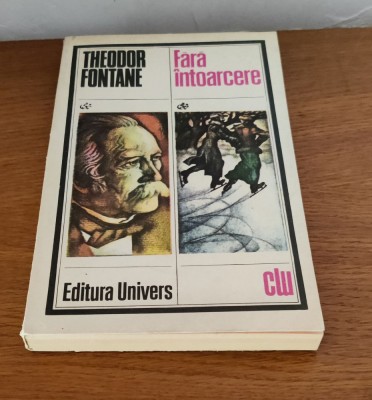 THEODOR
FONTANE
Fără
întoarcere
Editura Univers
clu